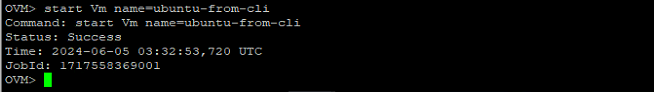 OVM> start Vm name=ubuntu-from-cli
Command: start Vm name=ubuntu-from-cli
Status: Success
Time: 2024-06-05 03:32:53,720 UTC
JobId: 1717558369001
OVM>